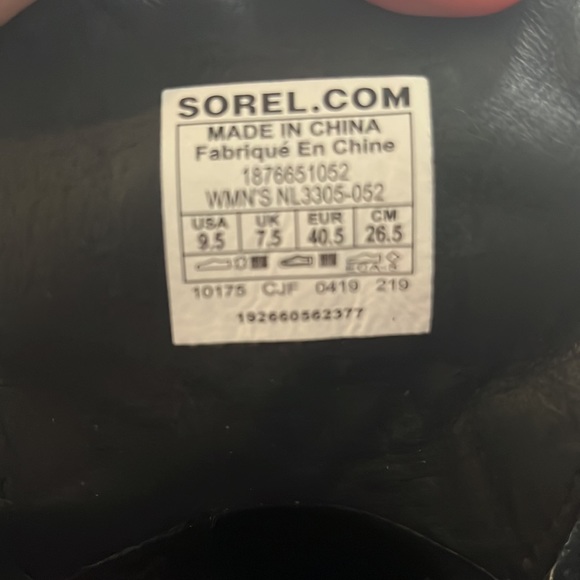 SOREL.COM
MADE IN CHINA
Fabriqué En Chine
1876651052
WMN'S NL3305-052
USA UK EUR CM
9.5 7.5 40.5 26.5
10175 CJF 0419 219
192660562377